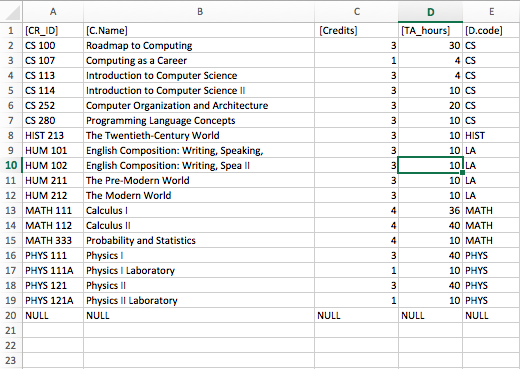 A B C D E
1 [CR_ID] [C.Name] [Credits] [TA_hours] [D.code]
2 CS 100 Roadmap to Computing 3 30 CS
3 CS 107 Computing as a Career 1 4 CS
4 CS 113 Introduction to Computer Science 3 4 CS
5 CS 114 Introduction to Computer Science II 3 10 CS
6 CS 252 Computer Organization and Architecture 3 20 CS
7 CS 280 Programming Language Concepts 3 10 CS
8 HIST 213 The Twentieth-Century World 3 10 HIST
9 HUM 101 English Composition: Writing, Speaking, 3 10 LA
10 HUM 102 English Composition: Writing, Spea II 3 10 LA
11 HUM 211 The Pre-Modern World 3 10 LA
12 HUM 212 The Modern World 3 10 LA
13 MATH 111 Calculus I 4 36 MATH
14 MATH 112 Calculus II 4 40 MATH
15 MATH 333 Probability and Statistics 4 10 MATH
16 PHYS 111 Physics I 3 40 PHYS
17 PHYS 111A Physics I Laboratory 1 10 PHYS
18 PHYS 121 Physics II 3 40 PHYS
19 PHYS 121A Physics II Laboratory 1 10 PHYS
20 NULL NULL NULL NULL NULL
21
22
23